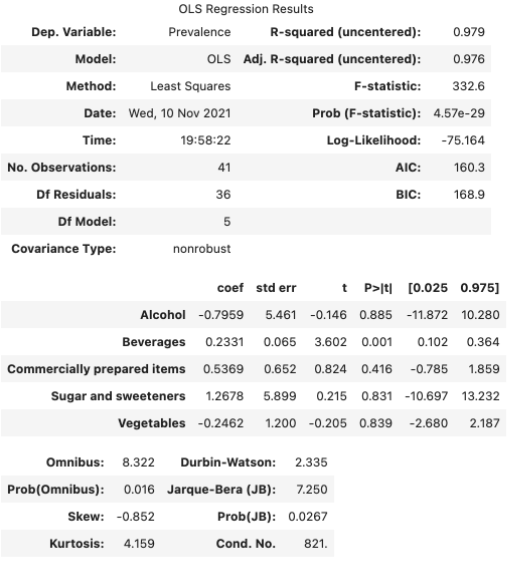 OLS Regression Results
Dep. Variable: Prevalence R-squared (uncentered): 0.979
Model: OLS Adj. R-squared (uncentered): 0.976
Method: Least Squares F-statistic: 332.6
Date: Wed, 10 Nov 2021 Prob (F-statistic): 4.57e-29
Time: 19:58:22 Log-Likelihood: -75.164
No. Observations: 41 AIC: 160.3
Df Residuals: 36 BIC: 168.9
Df Model: 5
Covariance Type: nonrobust
coef std err t P>|t| [0.025 0.975]
Alcohol -0.7959 5.461 -0.146 0.885 -11.872 10.280
Beverages 0.2331 0.065 3.602 0.001 0.102 0.364
Commercially prepared items 0.5369 0.652 0.824 0.416 -0.785 1.859
Sugar and sweeteners 1.2678 5.899 0.215 0.831 -10.697 13.232
Vegetables -0.2462 1.200 -0.205 0.839 -2.680 2.187
Omnibus: 8.322 Durbin-Watson: 2.335
Prob(Omnibus): 0.016 Jarque-Bera (JB): 7.250
Skew: -0.852 Prob(JB): 0.0267
Kurtosis: 4.159 Cond. No. 821.